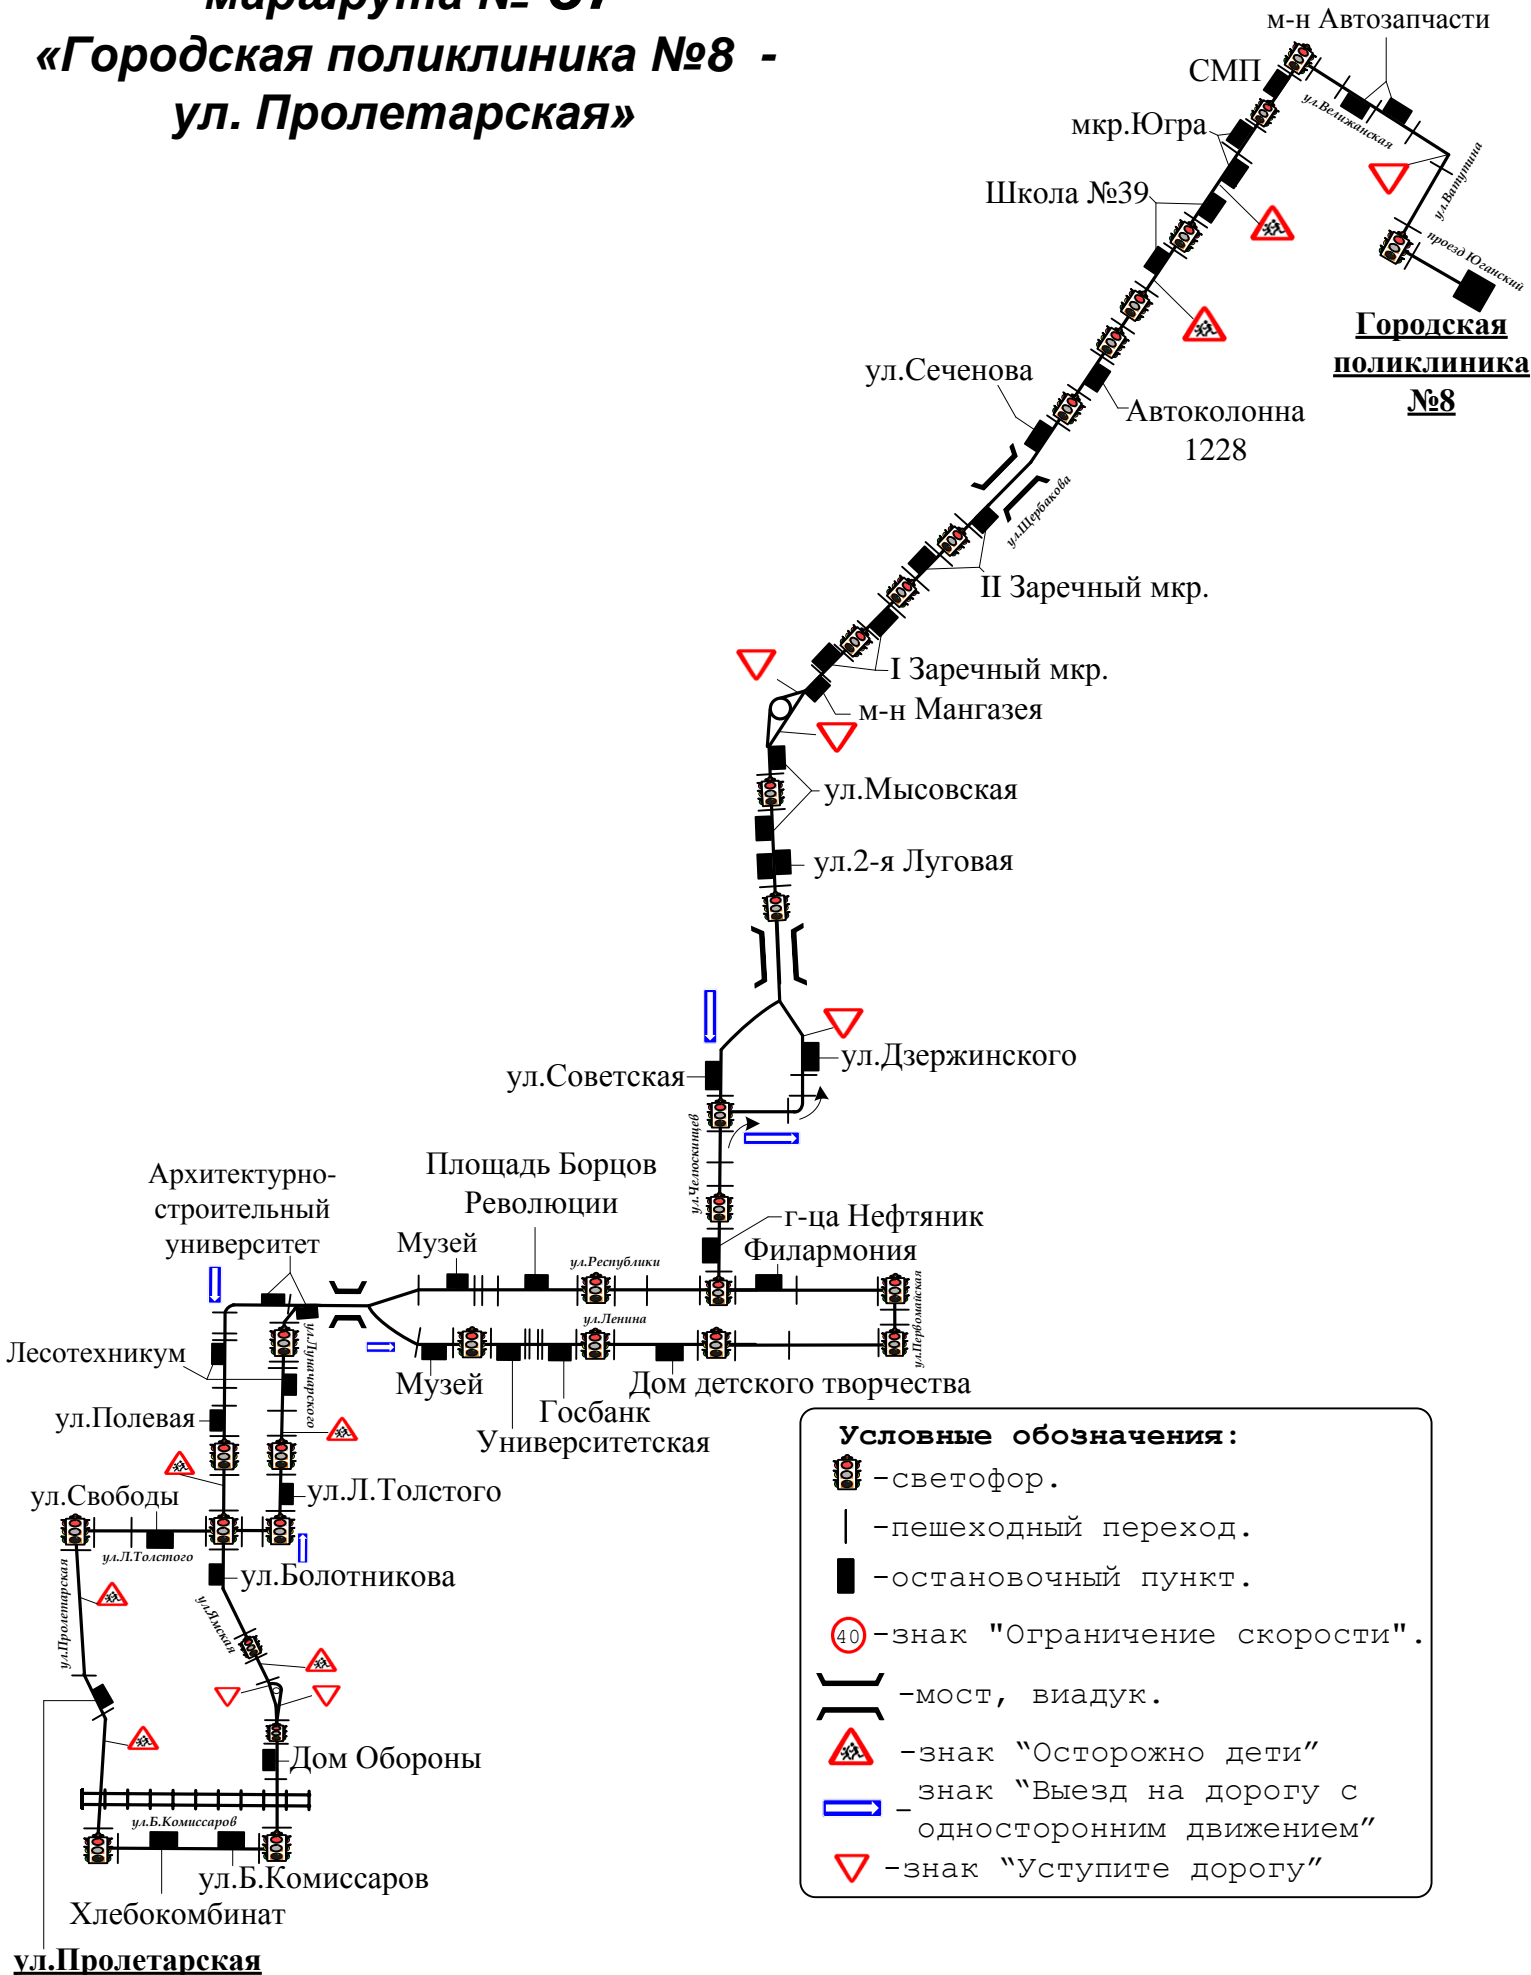 маршрута №
«Городская поликлиника №8 -
ул. Пролетарская»
м-н Автозапчасти
СМП
ул.Велижанская
мкр.Югра
ул.Ватутина
Школа №39
проезд Юганский
Городская
поликлиника
№8
ул.Сеченова
Автоколонна
1228
ул.Щербакова
II Заречный мкр.
I Заречный мкр.
м-н Мангазея
ул.Мысовская
ул.2-я Луговая
ул.Дзержинского
ул.Советская
ул.Челюскинцев
Площадь Борцов
Революции
Архитектурно-
строительный
университет
г-ца Нефтяник
Музей
Филармония
ул.Республики
ул.Первомайская
ул.Ленина
ул.Луначарского
Лесотехникум
Музей
Дом детского творчества
Госбанк
ул.Полевая
Университетская
ул.Свободы
ул.Л.Толстого
ул.Л.Толстого
ул.Болотникова
ул.Пролетарская
ул.Ямская
Дом Обороны
ул.Б.Комиссаров
ул.Б.Комиссаров
Хлебокомбинат
ул.Пролетарская
Условные обозначения:
-светофор.
-пешеходный переход.
-остановочный пункт.
40 -знак "Ограничение скорости".
-мост, виадук.
-знак “Осторожно дети”
знак “Выезд на дорогу с
- односторонним движением”
-знак “Уступите дорогу”